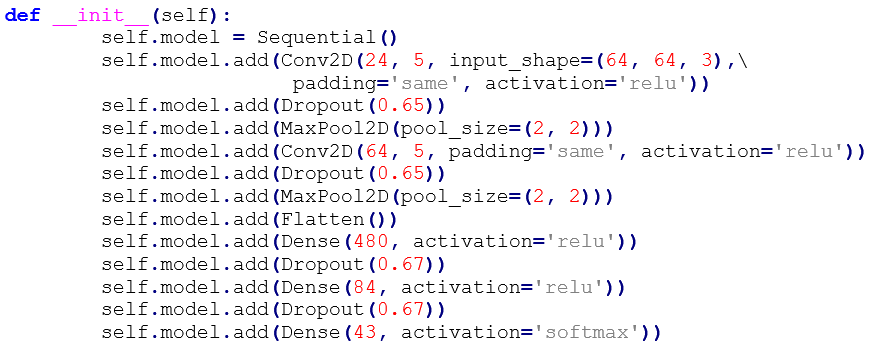 def __init__(self):
        self.model = Sequential()
        self.model.add(Conv2D(24, 5, input_shape=(64, 64, 3),\
                        padding='same', activation='relu'))
        self.model.add(Dropout(0.65))
        self.model.add(MaxPool2D(pool_size=(2, 2)))
        self.model.add(Conv2D(64, 5, padding='same', activation='relu'))
        self.model.add(Dropout(0.65))
        self.model.add(MaxPool2D(pool_size=(2, 2)))
        self.model.add(Flatten())
        self.model.add(Dense(480, activation='relu'))
        self.model.add(Dropout(0.67))
        self.model.add(Dense(84, activation='relu'))
        self.model.add(Dropout(0.67))
        self.model.add(Dense(43, activation='softmax'))